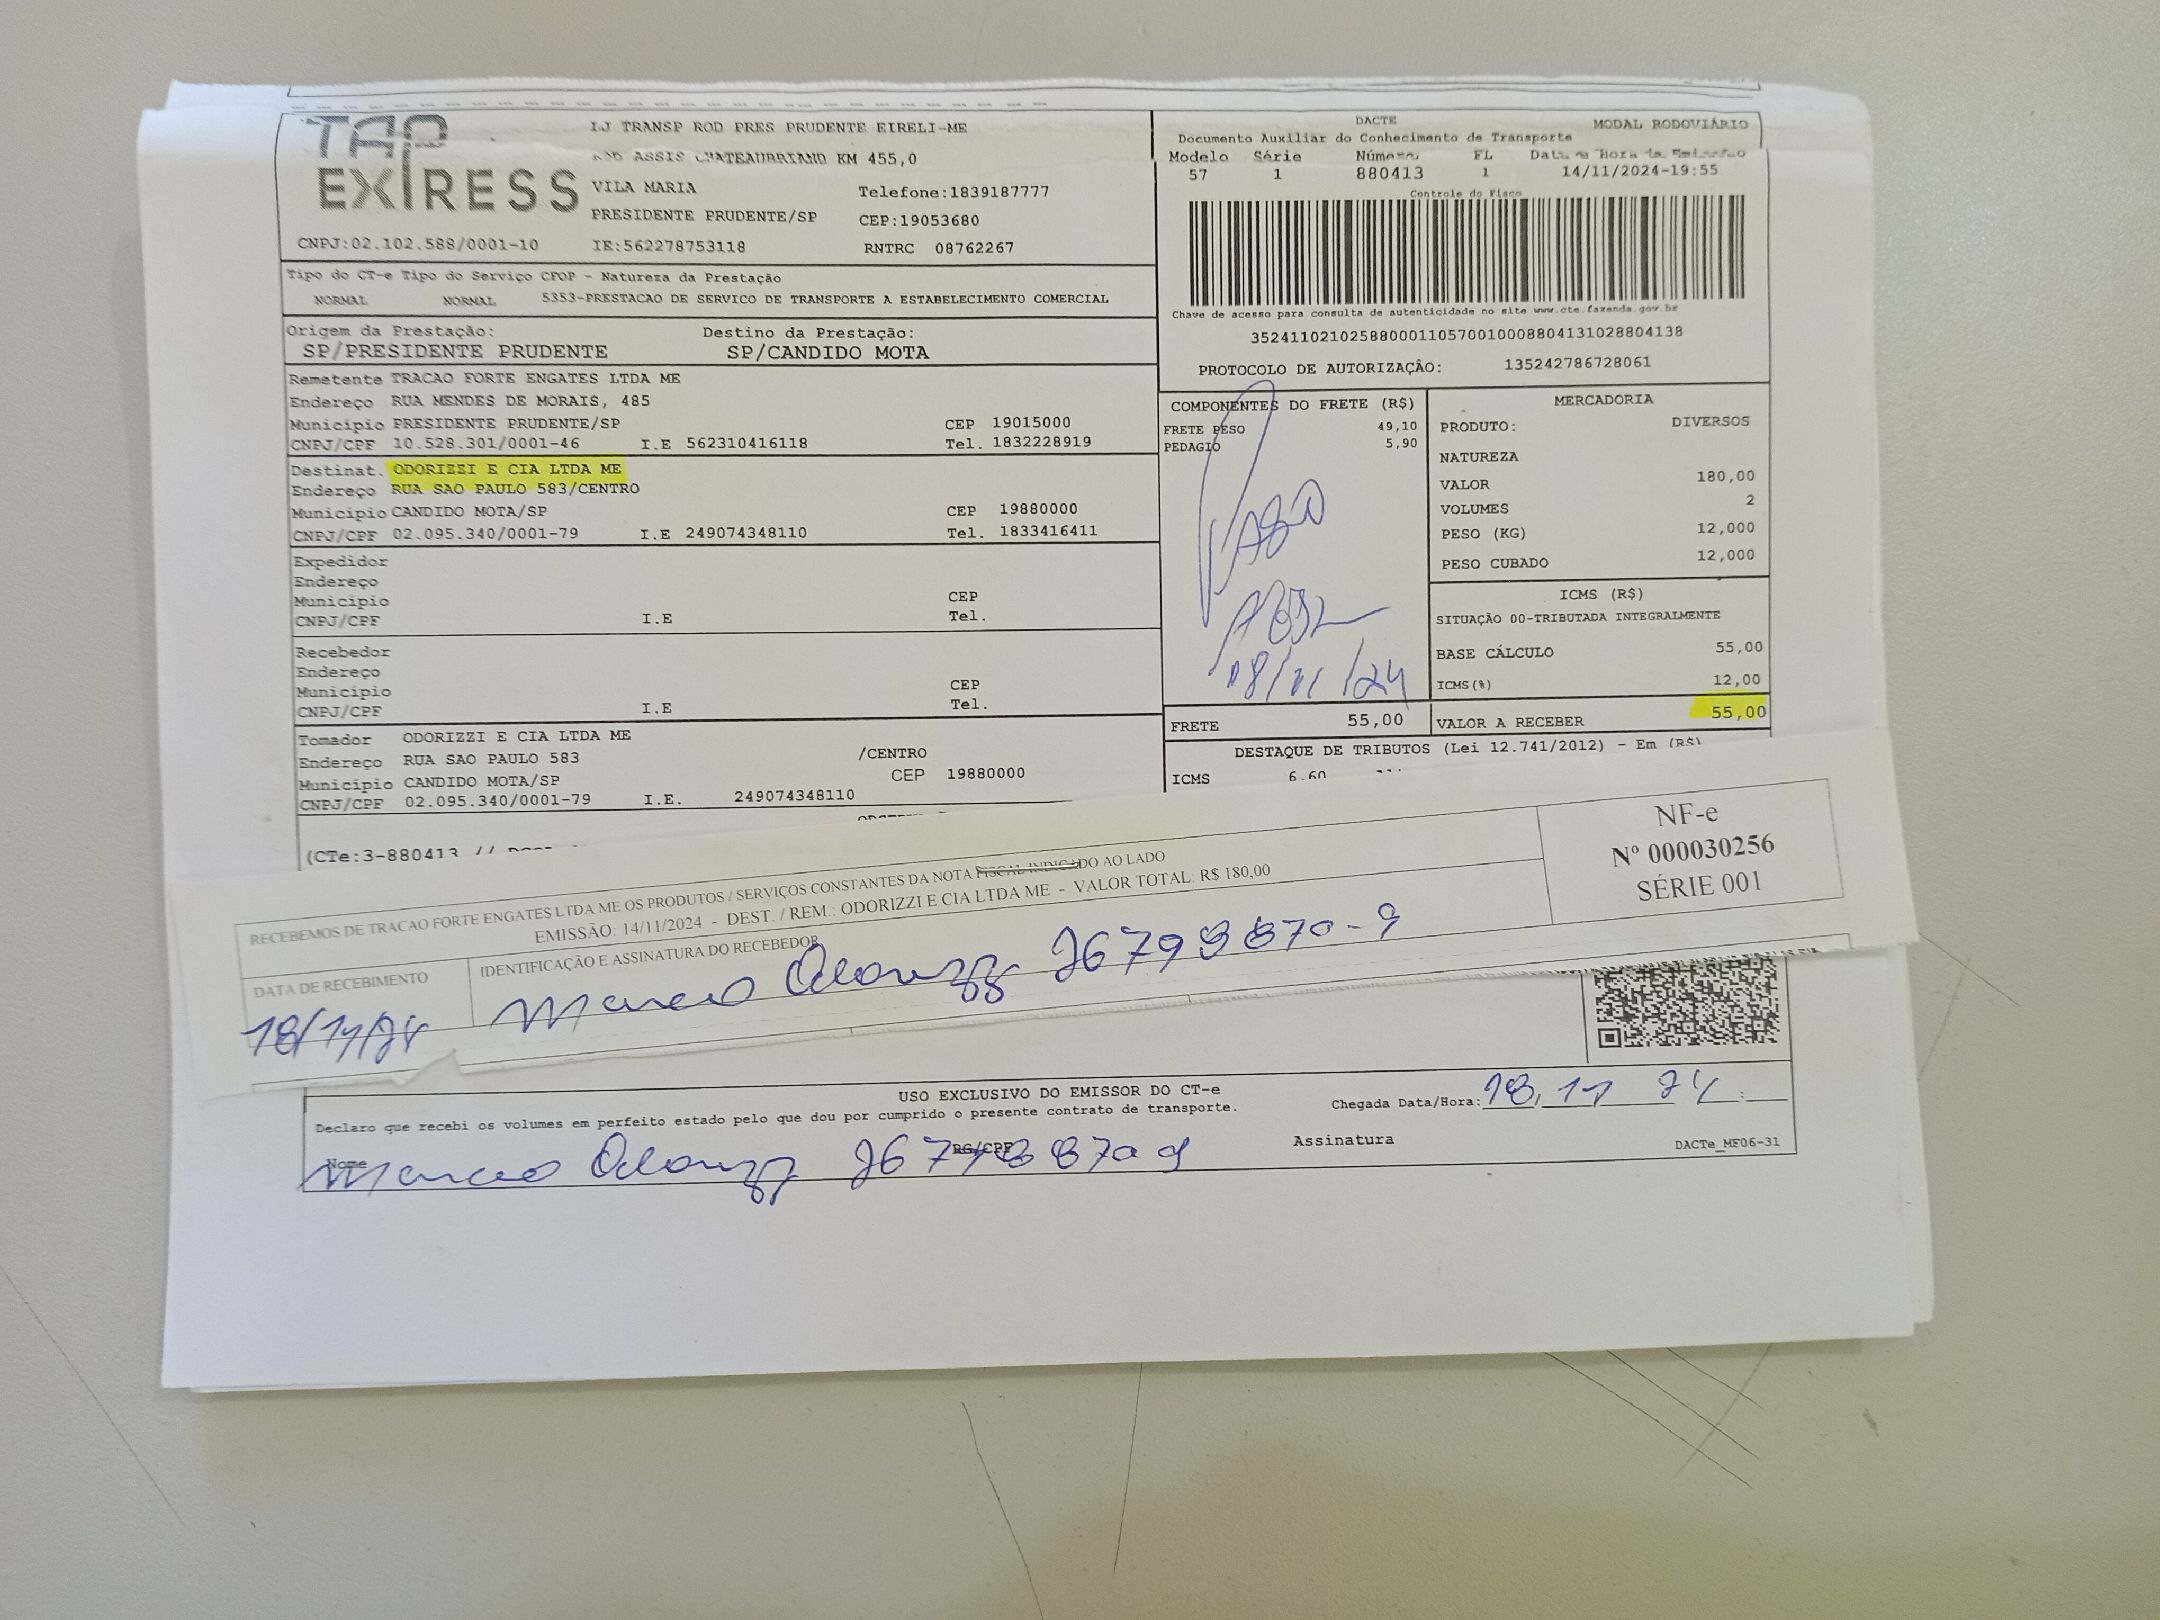 TAO
EXPRESS
LJ TRANSP ROD PRES PRUDENTE EIRELI-ME
ROD ASSIS CHATEAUBRIAND KM 455,0
VILA MARIA Telefone:1839187777
PRESIDENTE PRUDENTE/SP CEP:19053680
CNPJ:02.102.588/0001-10 IE:562278753118 RNTRC 08762267
Tipo do CT-e Tipo do Serviço CFOP - Natureza da Prestação
NORMAL NORMAL 5353-PRESTACAO DE SERVICO DE TRANSPORTE A ESTABELECIMENTO COMERCIAL
Origem da Prestação: Destino da Prestação:
SP/PRESIDENTE PRUDENTE SP/CANDIDO MOTA
Remetente TRACAO FORTE ENGATES LTDA ME
Endereço RUA MENDES DE MORAIS, 485
Município PRESIDENTE PRUDENTE/SP CEP 19015000
CNPJ/CPF 10.528.301/0001-46 I.E 562310416118 Tel. 1832228919
Destinat. ODORIZZI E CIA LTDA ME
Endereço RUA SAO PAULO 583/CENTRO
Município CANDIDO MOTA/SP CEP 19880000
CNPJ/CPF 02.095.340/0001-79 I.E 249074348110 Tel. 1833416411
Expedidor
Endereço
Município CEP
CNPJ/CPF I.E Tel.
Recebedor
Endereço
Município CEP
CNPJ/CPF I.E Tel.
Tomador ODORIZZI E CIA LTDA ME
Endereço RUA SAO PAULO 583 /CENTRO
Município CANDIDO MOTA/SP CEP 19880000
CNPJ/CPF 02.095.340/0001-79 I.E. 249074348110
(CTe:3-880413 //
DACTE MODAL RODOVIÁRIO
Documento Auxiliar do Conhecimento de Transporte
Modelo Série Número FL Data e Hora da Emissão
57 1 880413 1 14/11/2024-19:55
Controle do Fisco
Chave de acesso para consulta de autenticidade no site www.cte.fazenda.gov.br
35241102102588000110570010008804131028804138
PROTOCOLO DE AUTORIZAÇÃO: 135242786728061
COMPONENTES DO FRETE (R$)
FRETE PESO 49,10
PEDAGIO 5,90
18/11/24
FRETE 55,00
MERCADORIA
PRODUTO: DIVERSOS
NATUREZA
VALOR 180,00
VOLUMES 2
PESO (KG) 12,000
PESO CUBADO 12,000
ICMS (R$)
SITUAÇÃO 00-TRIBUTADA INTEGRALMENTE
BASE CÁLCULO 55,00
ICMS(%) 12,00
VALOR A RECEBER 55,00
DESTAQUE DE TRIBUTOS (Lei 12.741/2012) - Em (R$)
ICMS 6,60
RECEBEMOS DE TRACAO FORTE ENGATES LTDA ME OS PRODUTOS / SERVIÇOS CONSTANTES DA NOTA FISCAL INDICADO AO LADO
EMISSÃO: 14/11/2024 - DEST. / REM.: ODORIZZI E CIA LTDA ME - VALOR TOTAL: R$ 180,00
DATA DE RECEBIMENTO IDENTIFICAÇÃO E ASSINATURA DO RECEBEDOR
18/11/24
NF-e
Nº 000030256
SÉRIE 001
USO EXCLUSIVO DO EMISSOR DO CT-e
Declaro que recebi os volumes em perfeito estado pelo que dou por cumprido o presente contrato de transporte.
Chegada Data/Hora: 18, 11 24 :
Nome RG/CPF Assinatura
DACTe_MF06-31